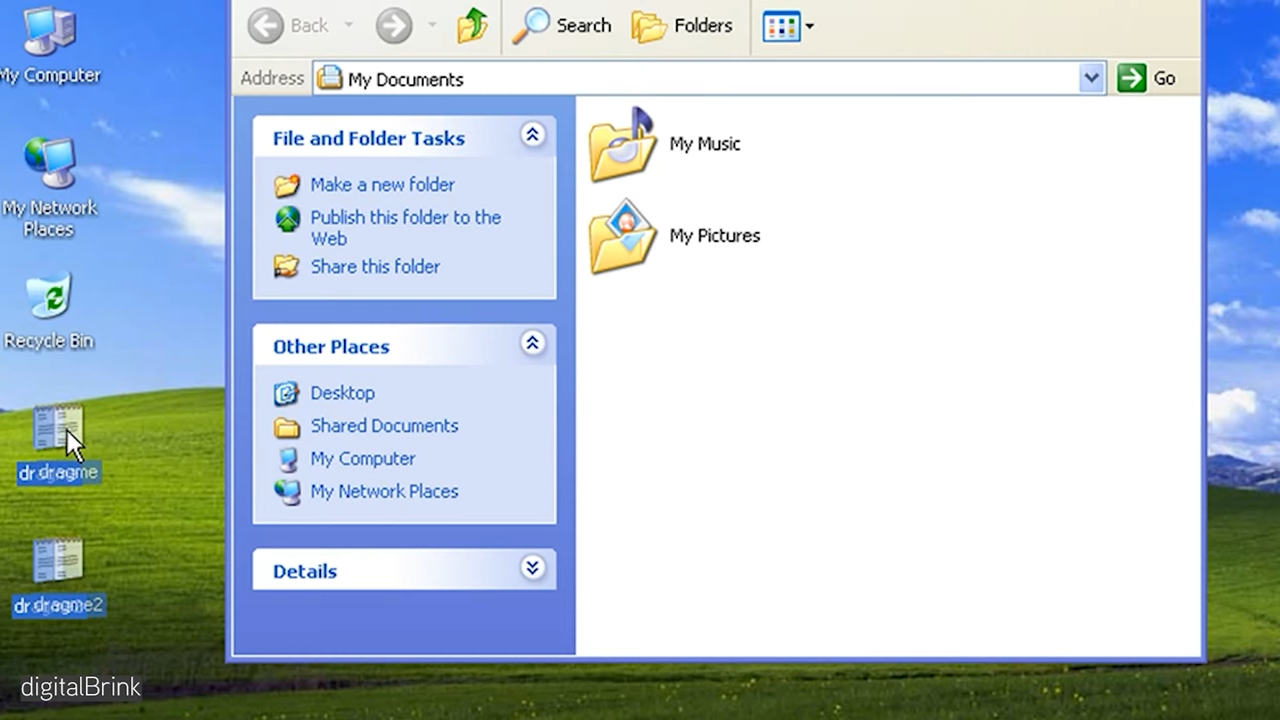 My Computer
My Network
Places
Recycle Bin
dragme
dragme2
Back
Search
Folders
Address
My Documents
Go
File and Folder Tasks
Make a new folder
Publish this folder to the
Web
Share this folder
Other Places
Desktop
Shared Documents
My Computer
My Network Places
Details
My Music
My Pictures
digitalBrink